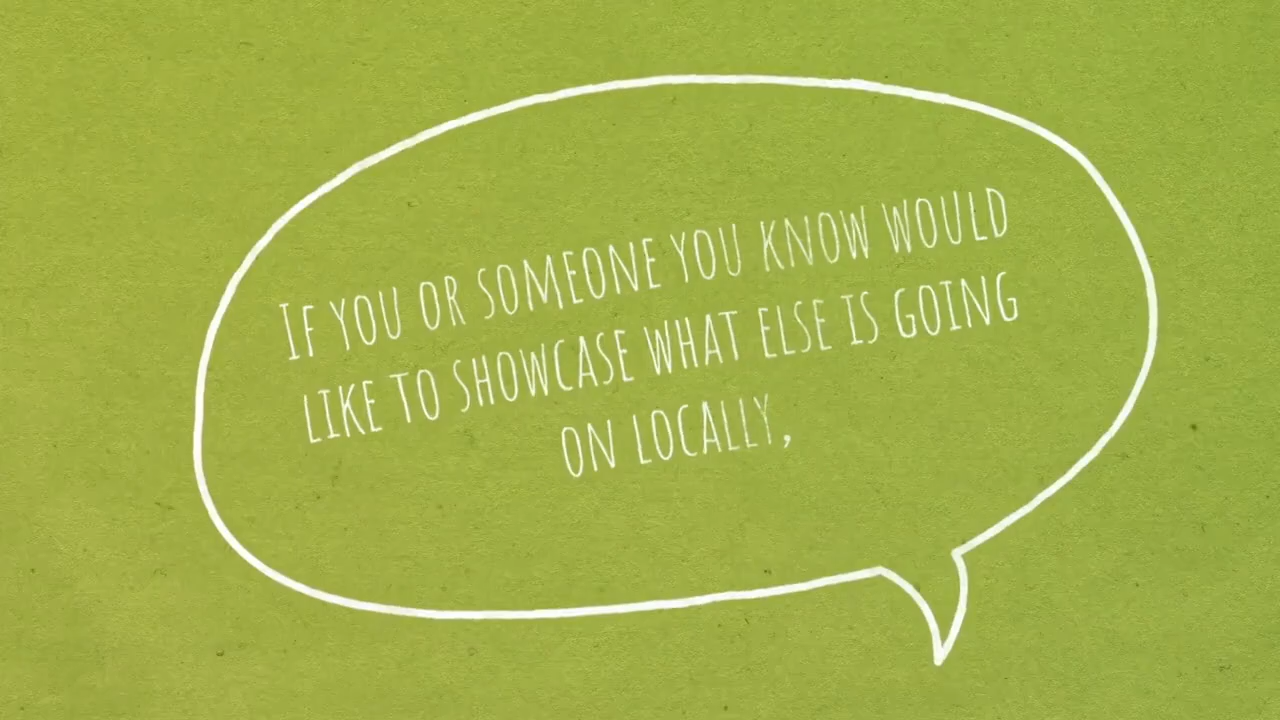 If you or someone you know would
like to showcase what else is going
on locally,